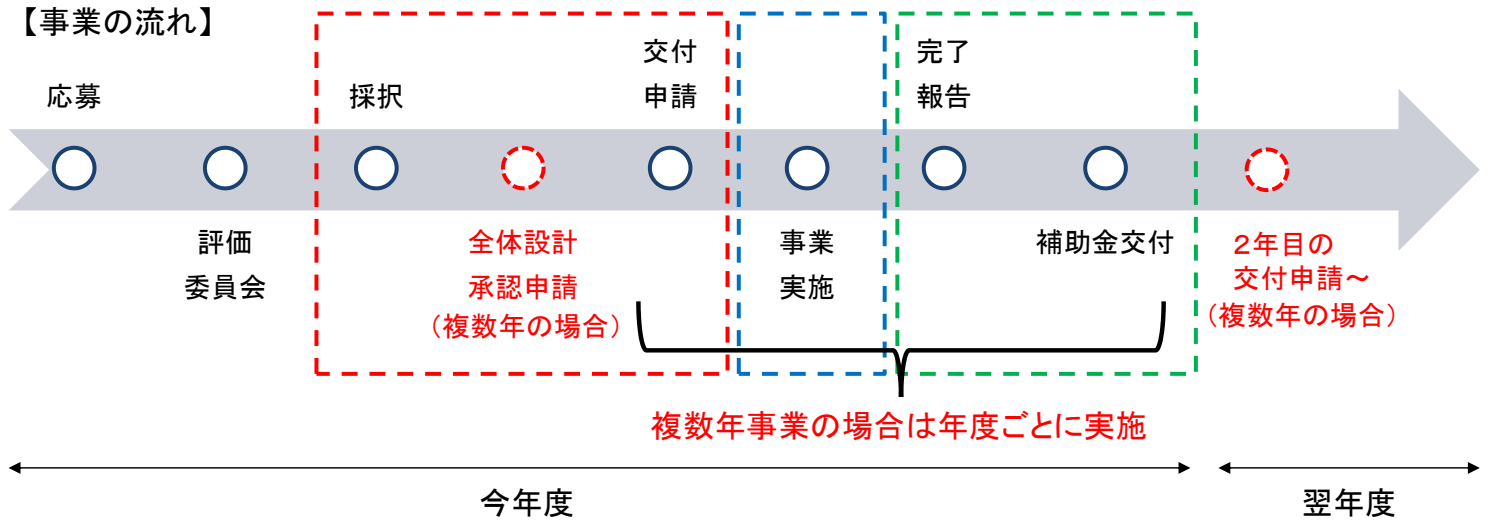 【事業の流れ】
応募
評価
委員会
採択
全体設計
承認申請
(複数年の場合)
交付
申請
事業
実施
完了
報告
補助金交付
2年目の
交付申請～
(複数年の場合)
複数年事業の場合は年度ごとに実施
今年度
翌年度